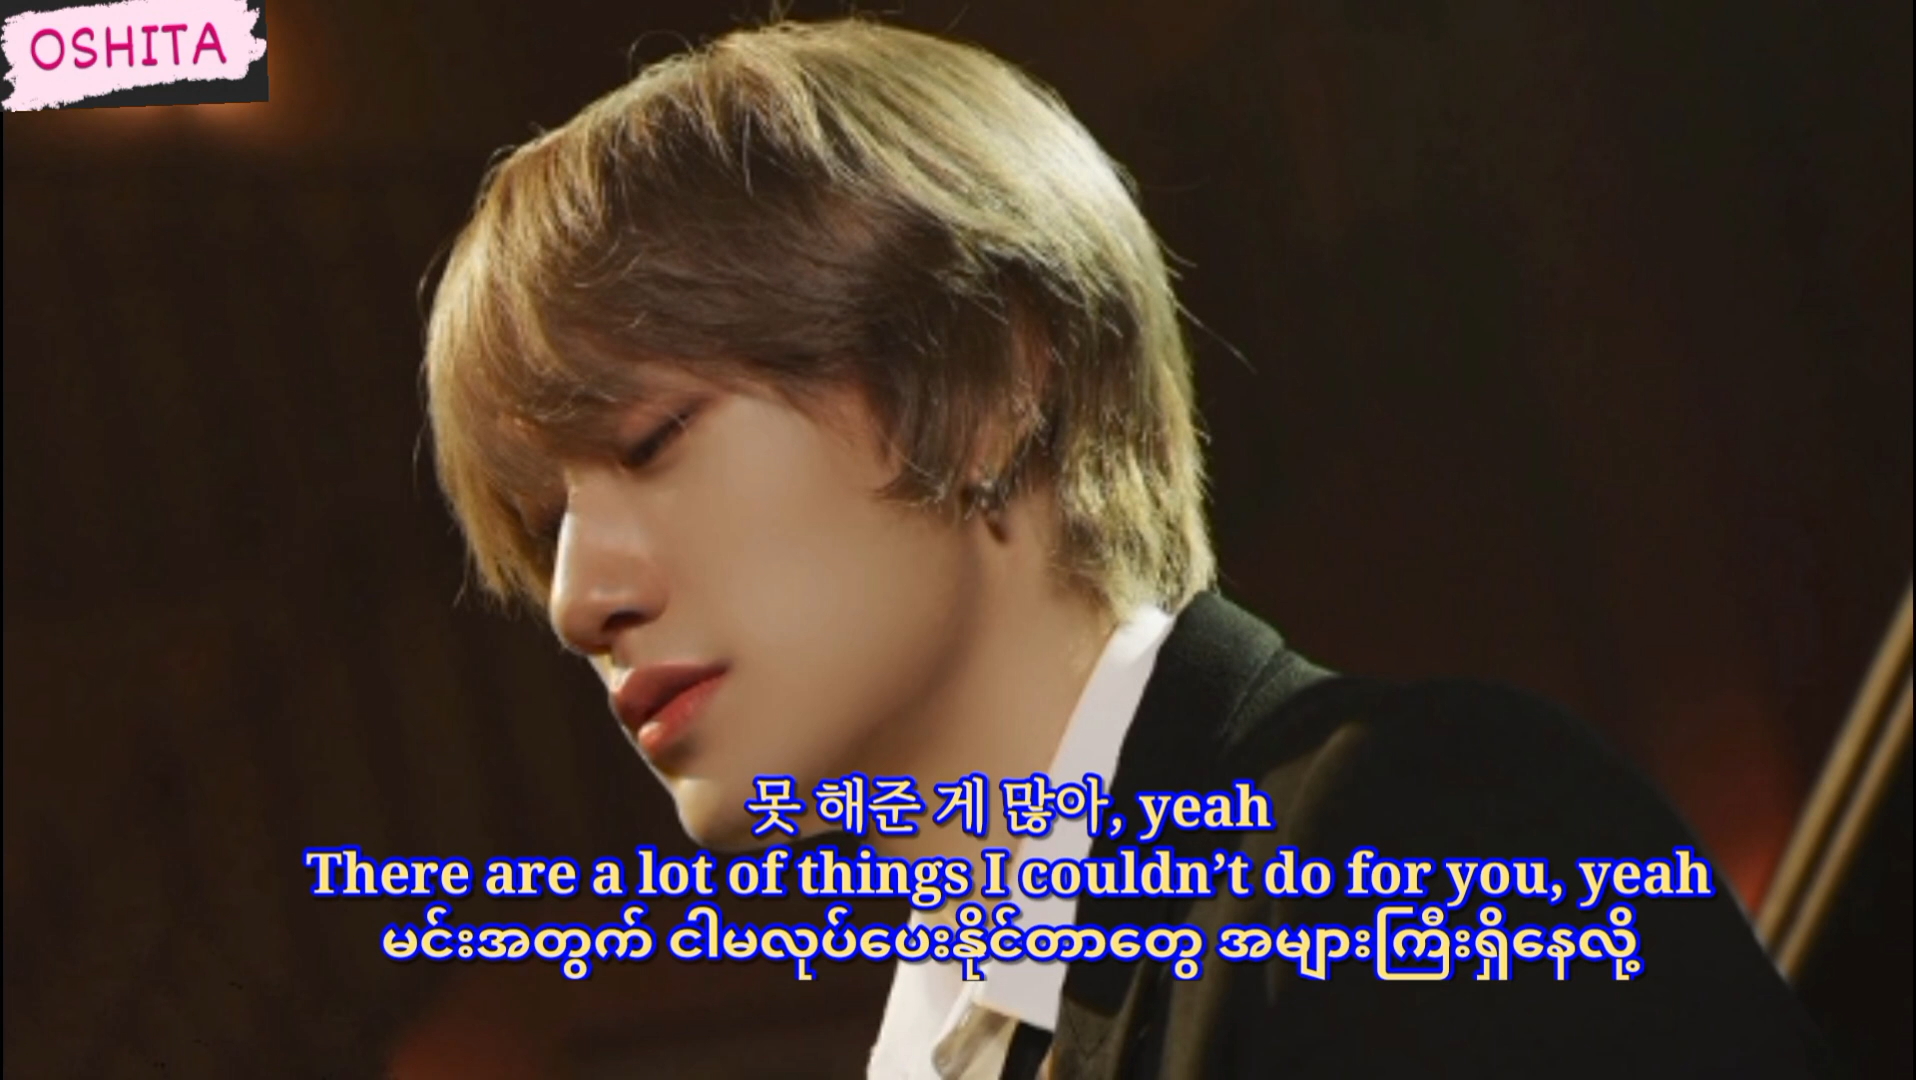 OSHITA
못 해준 게 많아, yeah
There are a lot of things I couldn’t do for you, yeah
မင်းအတွက် ငါမလုပ်ပေးနိုင်တာတွေ အများကြီးရှိနေလို့